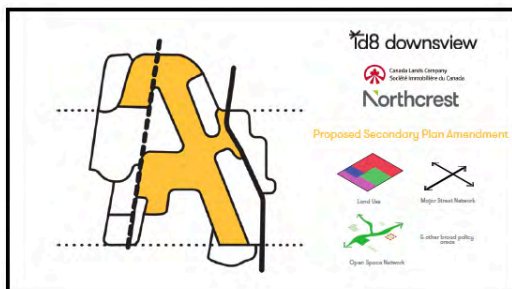 id8 downsview
Canada Lands Company
Société immobilière du Canada
Northcrest
Proposed Secondary Plan Amendment
Land Use
Major Street Network
Open Space Network
& other broad policy
areas